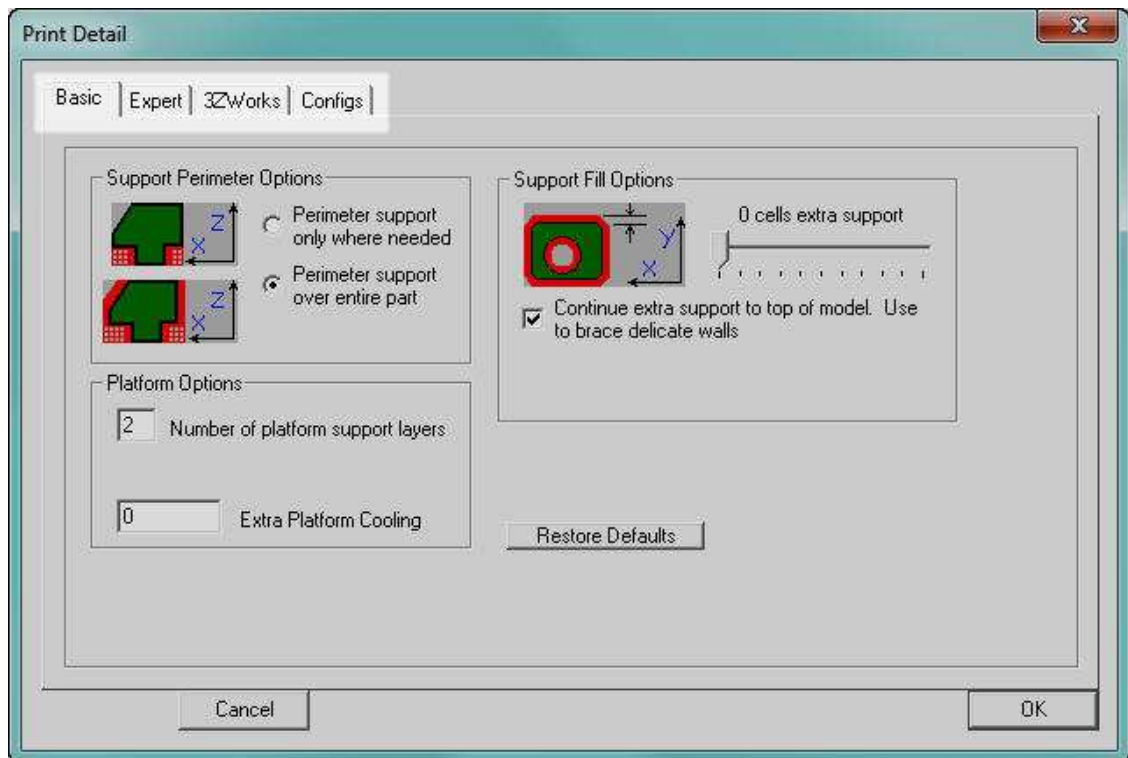 Print Detail
x
Basic
Expert
3ZWorks
Configs
Support Perimeter Options
Z
X
Perimeter support
only where needed
Z
X
Perimeter support
over entire part
Support Fill Options
Y
X
0 cells extra support
Continue extra support to top of model. Use
to brace delicate walls
Platform Options
2
Number of platform support layers
0
Extra Platform Cooling
Restore Defaults
Cancel
OK